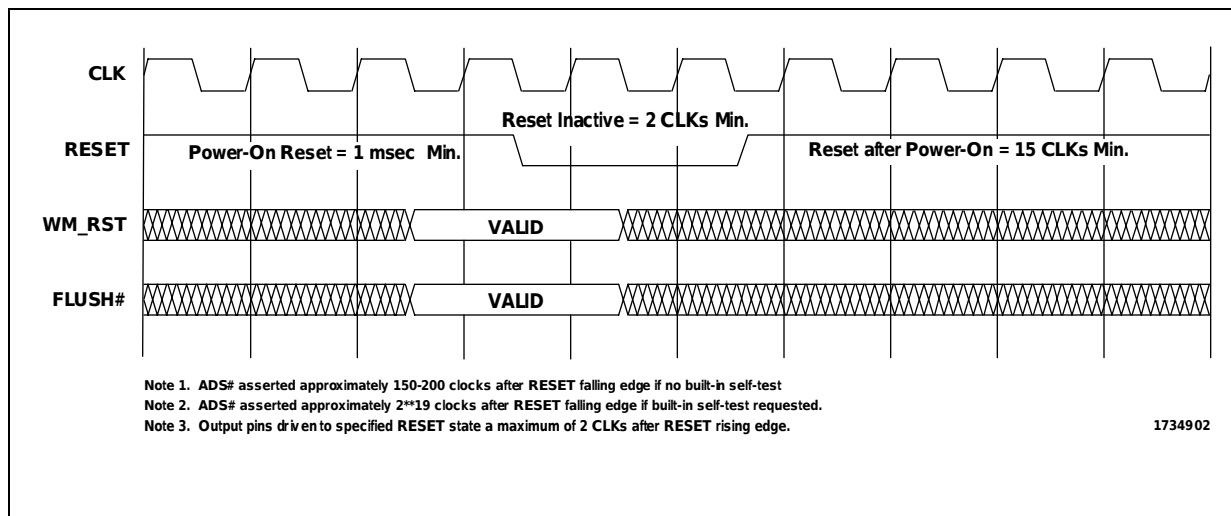 CLK
Reset Inactive = 2 CLKs Min.
RESET
Power-On Reset = 1 msec Min.
Reset after Power-On = 15 CLKs Min.
WM_RST
VALID
FLUSH#
VALID
Note 1. ADS# asserted approximately 150-200 clocks after RESET falling edge if no built-in self-test
Note 2. ADS# asserted approximately 2**19 clocks after RESET falling edge if built-in self-test requested.
Note 3. Output pins driven to specified RESET state a maximum of 2 CLKs after RESET rising edge.
1734902